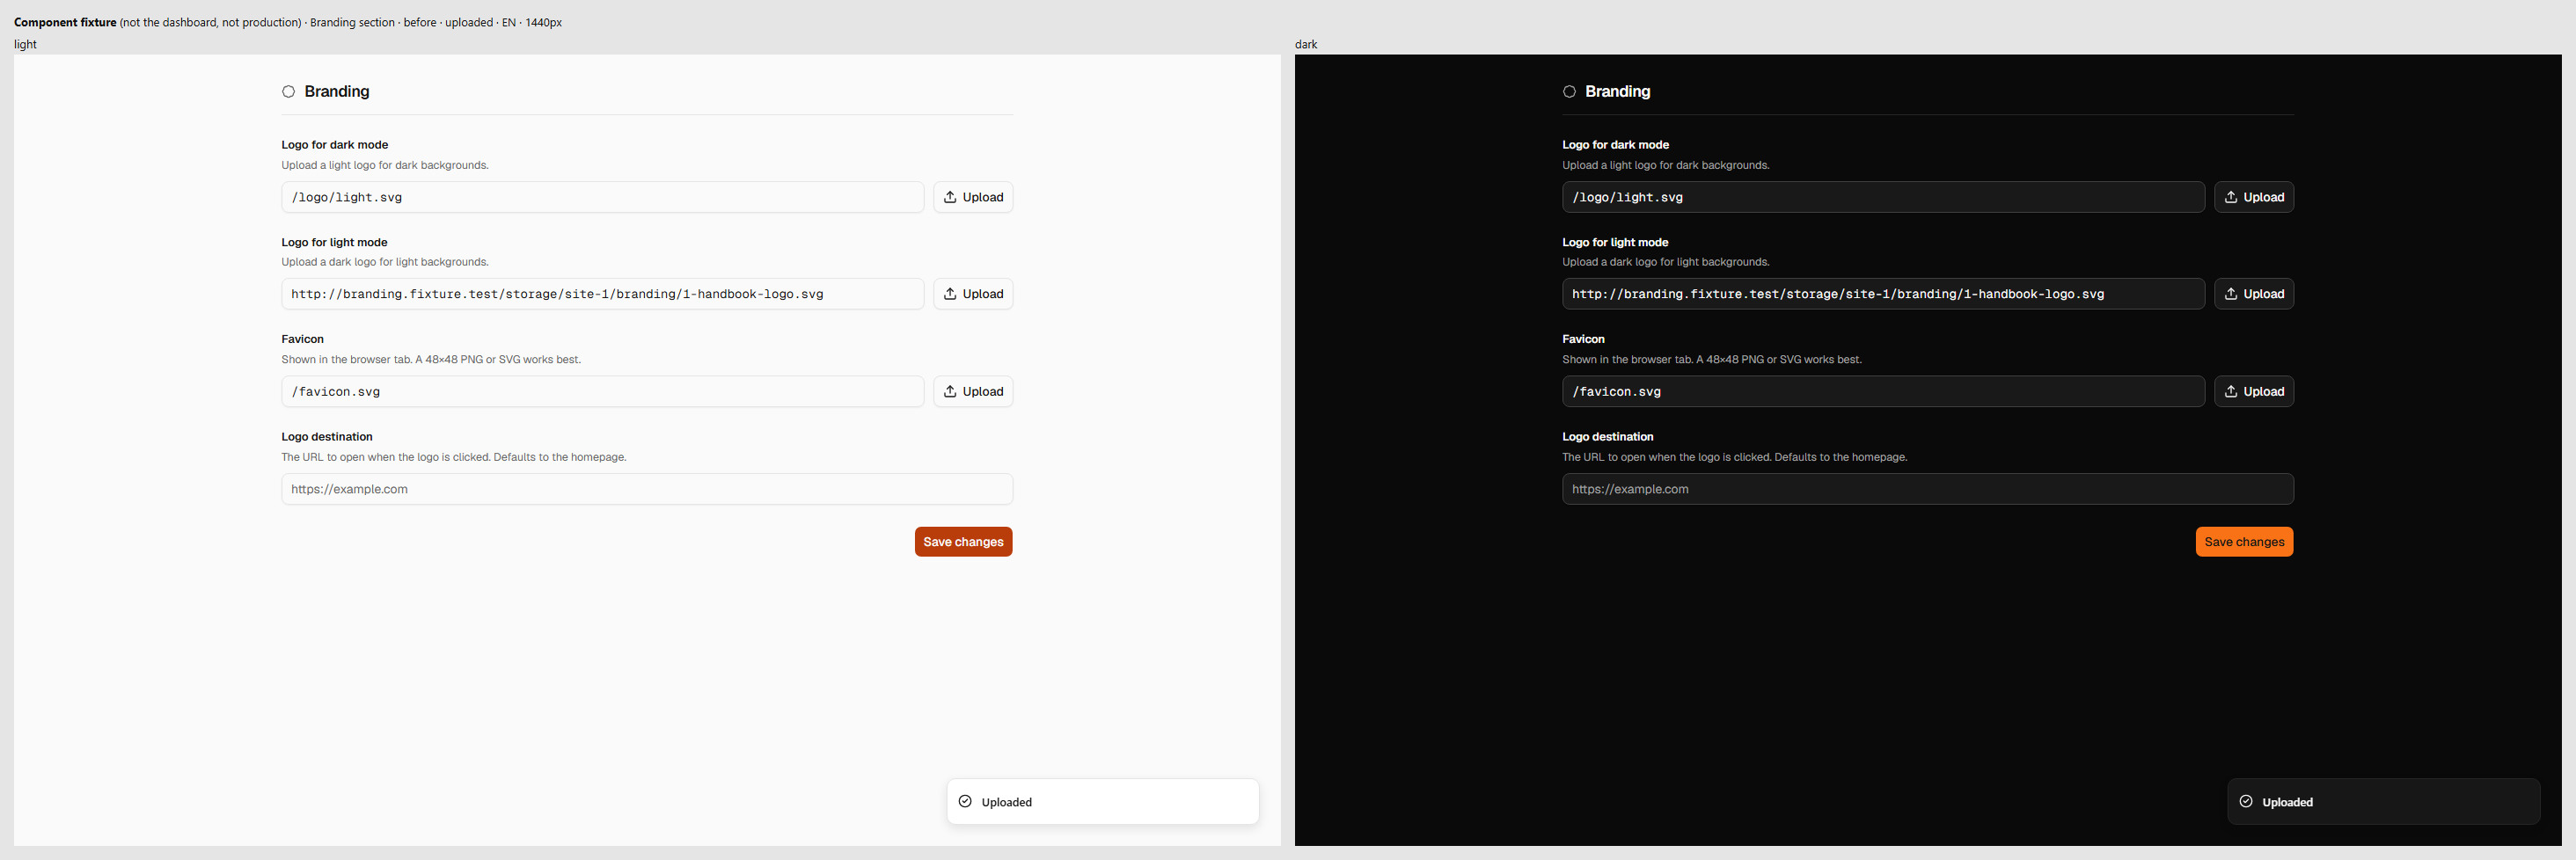 Component fixture (not the dashboard, not production) · Branding section · before · uploaded · EN · 1440px
light
Branding
Logo for dark mode
Upload a light logo for dark backgrounds.
/logo/light.svg
Upload
Logo for light mode
Upload a dark logo for light backgrounds.
http://branding.fixture.test/storage/site-1/branding/1-handbook-logo.svg
Upload
Favicon
Shown in the browser tab. A 48×48 PNG or SVG works best.
/favicon.svg
Upload
Logo destination
The URL to open when the logo is clicked. Defaults to the homepage.
https://example.com
Save changes
Uploaded
dark
Branding
Logo for dark mode
Upload a light logo for dark backgrounds.
/logo/light.svg
Upload
Logo for light mode
Upload a dark logo for light backgrounds.
http://branding.fixture.test/storage/site-1/branding/1-handbook-logo.svg
Upload
Favicon
Shown in the browser tab. A 48×48 PNG or SVG works best.
/favicon.svg
Upload
Logo destination
The URL to open when the logo is clicked. Defaults to the homepage.
https://example.com
Save changes
Uploaded